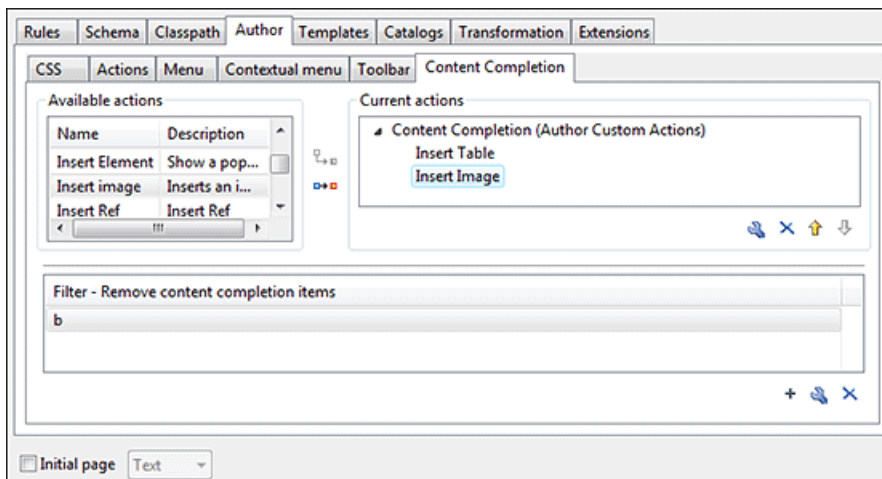 Rules Schema Classpath Author Templates Catalogs Transformation Extensions
CSS Actions Menu Contextual menu Toolbar Content Completion
Available actions
Name Description
Insert Element Show a pop...
Insert image Inserts an i...
Insert Ref Insert Ref
Current actions
Content Completion (Author Custom Actions)
Insert Table
Insert Image
Filter - Remove content completion items
b
Initial page Text